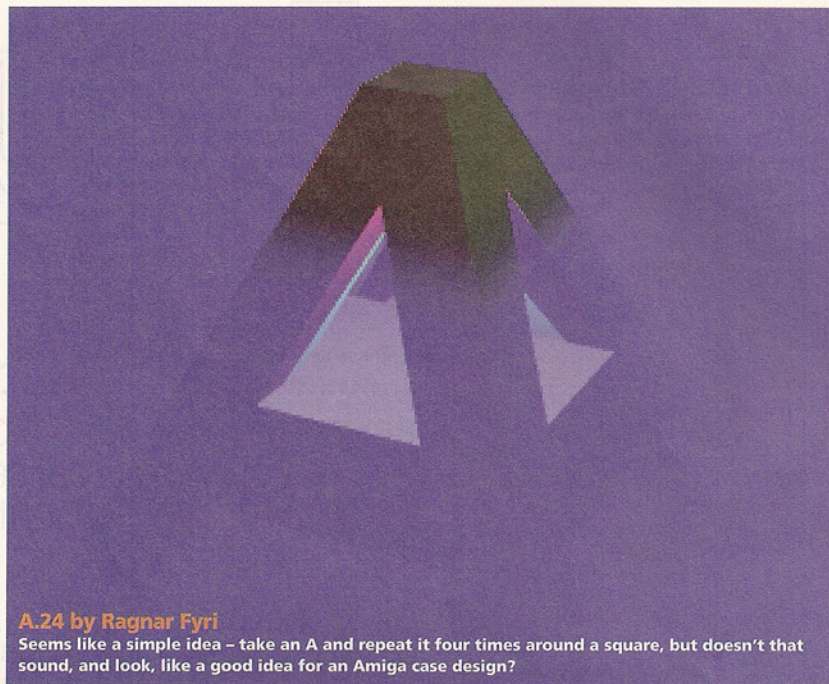 A.24 by Ragnar Fyri
Seems like a simple idea – take an A and repeat it four times around a square, but doesn't that
sound, and look, like a good idea for an Amiga case design?